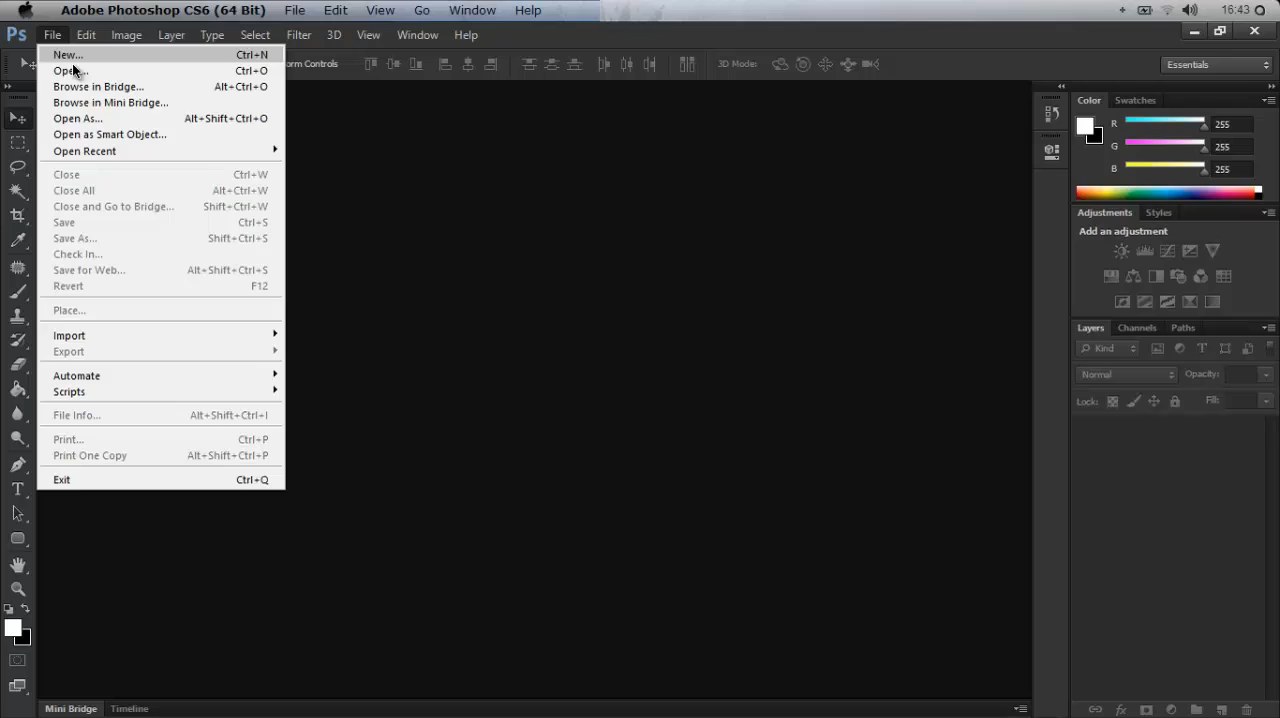 Adobe Photoshop CS6 (64 Bit) File Edit View Go Window Help 16:43
Ps File Edit Image Layer Type Select Filter 3D View Window Help
orm Controls 3D Mode: Essentials
New... Ctrl+N
Open... Ctrl+O
Browse in Bridge... Alt+Ctrl+O
Browse in Mini Bridge...
Open As... Alt+Shift+Ctrl+O
Open as Smart Object...
Open Recent
Close Ctrl+W
Close All Alt+Ctrl+W
Close and Go to Bridge... Shift+Ctrl+W
Save Ctrl+S
Save As... Shift+Ctrl+S
Check In...
Save for Web... Alt+Shift+Ctrl+S
Revert F12
Place...
Import
Export
Automate
Scripts
File Info... Alt+Shift+Ctrl+I
Print... Ctrl+P
Print One Copy Alt+Shift+Ctrl+P
Exit Ctrl+Q
Color Swatches
R 255
G 255
B 255
Adjustments Styles
Add an adjustment
Layers Channels Paths
Kind
Normal Opacity:
Lock: Fill:
Mini Bridge Timeline